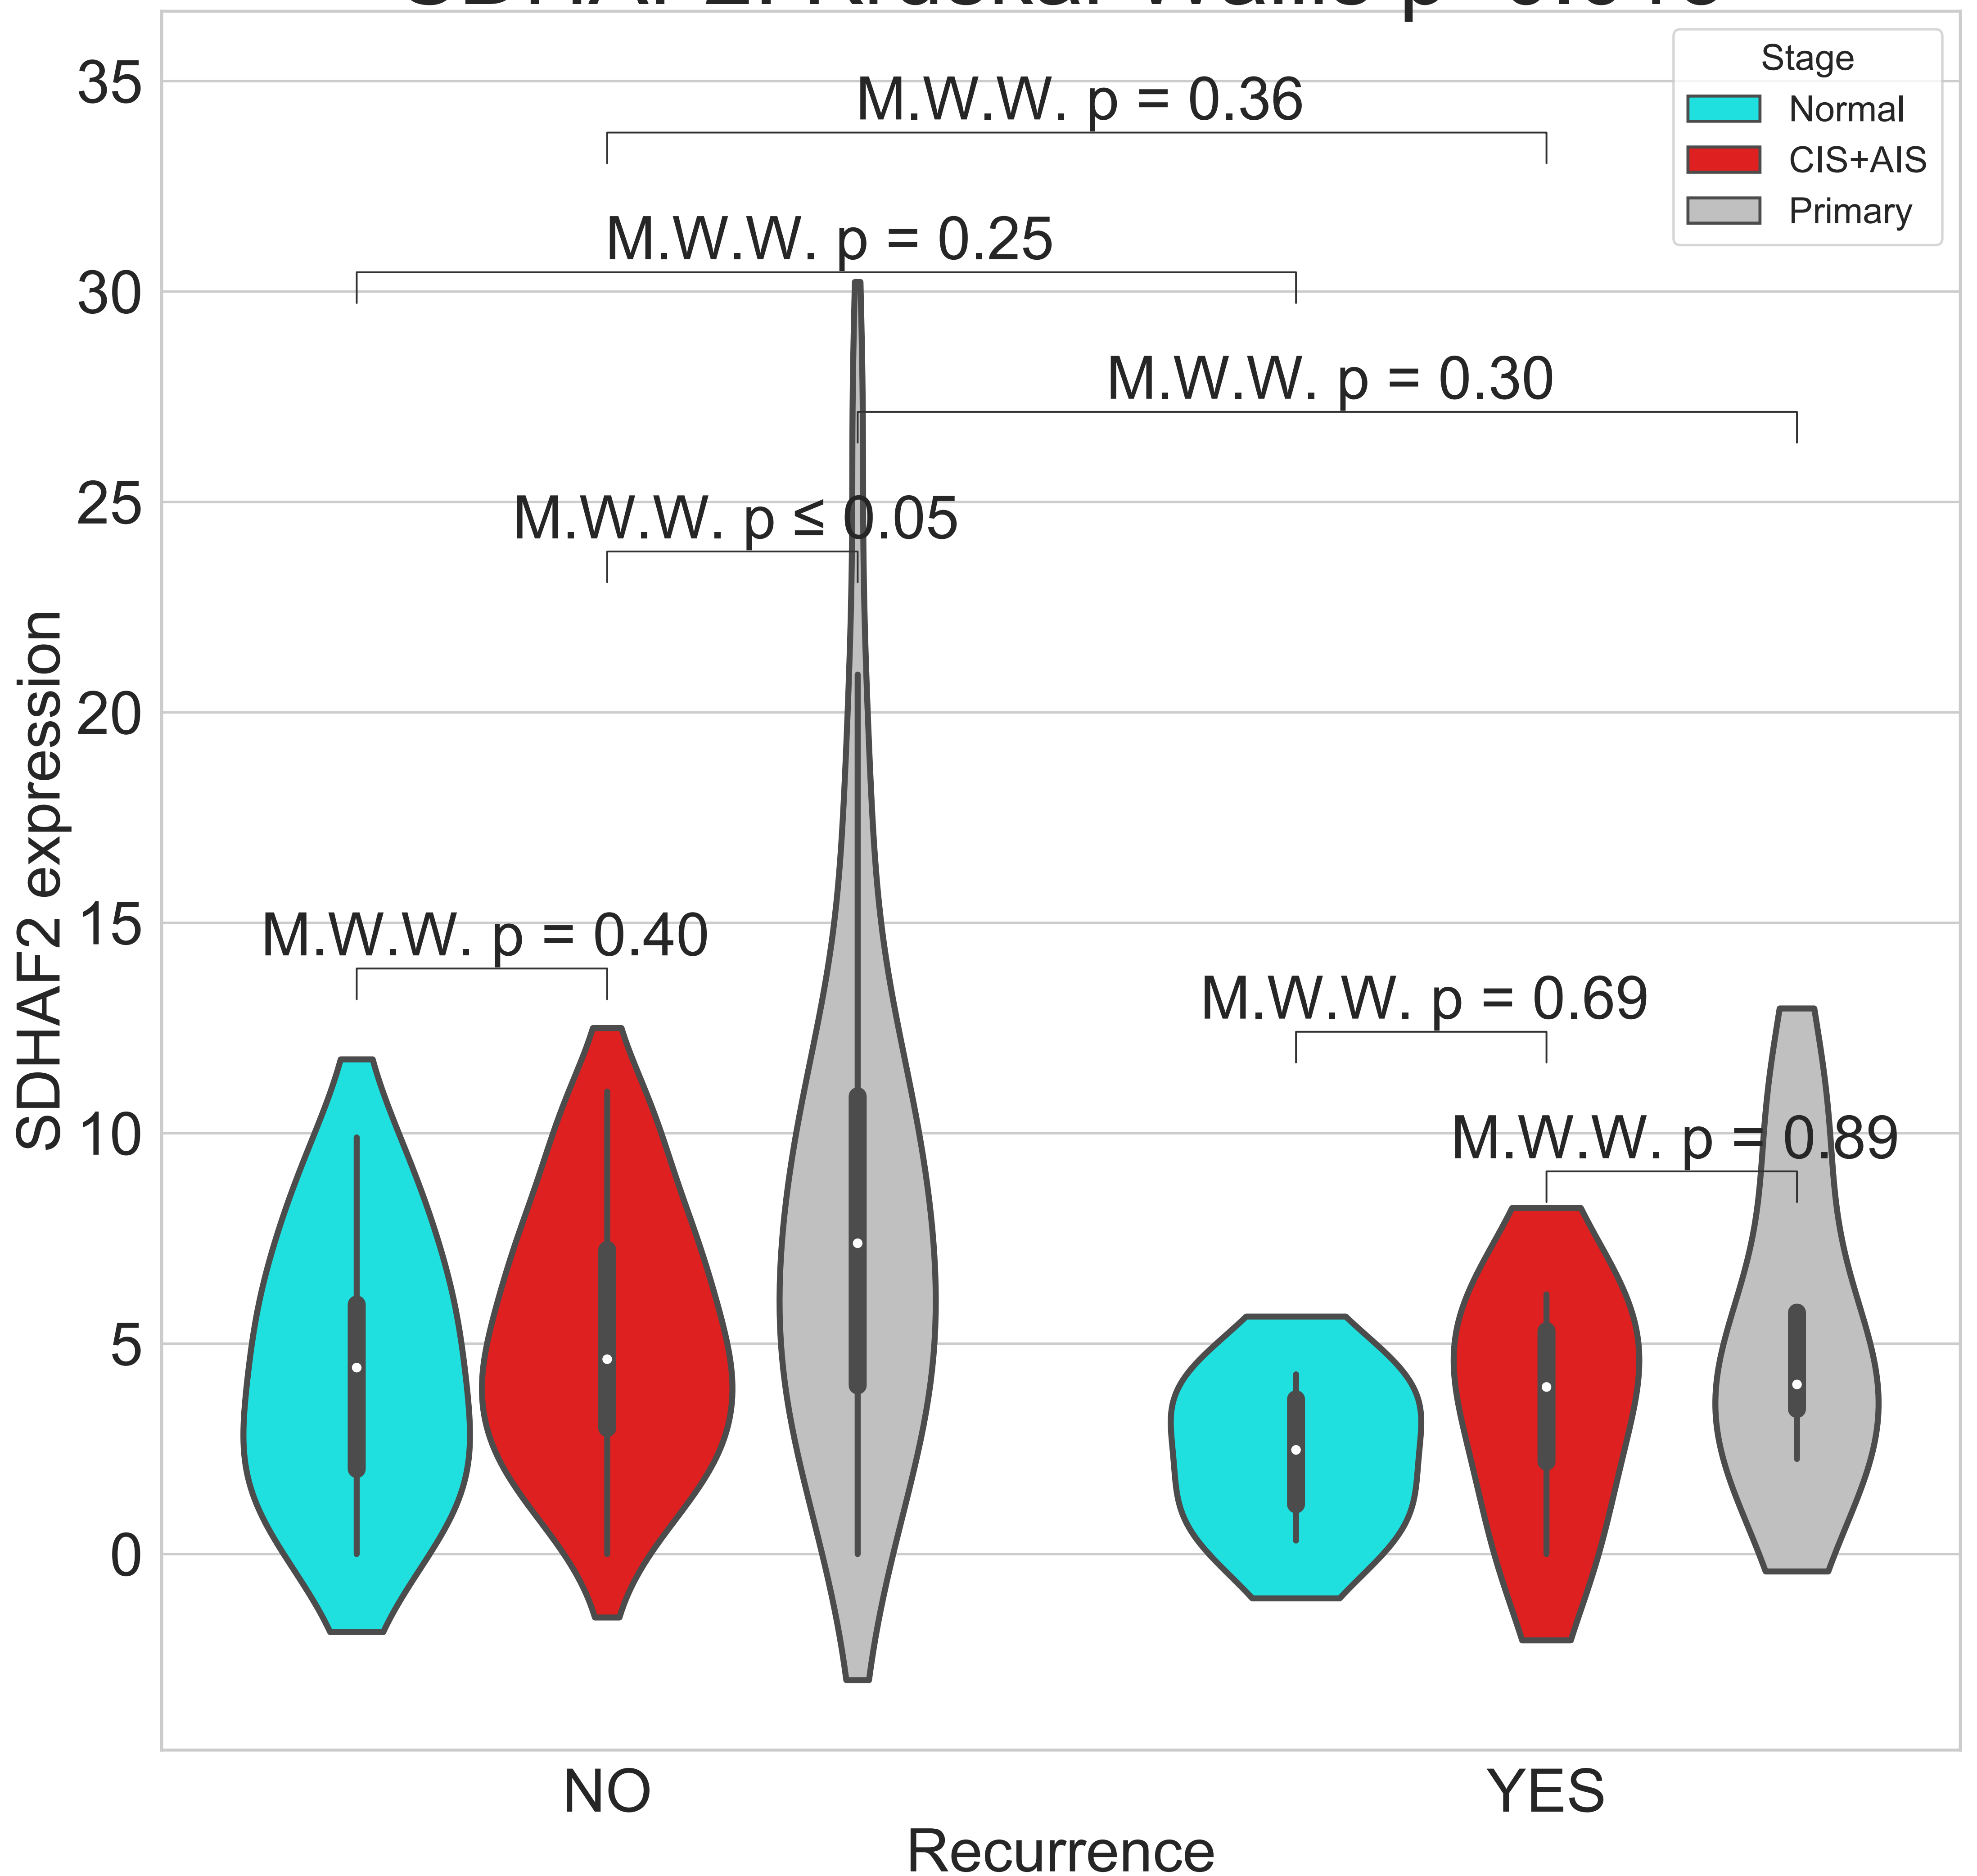 35
30
25
20
15
10
5
0
SDHAF2 expression
M.W.W. p = 0.36
M.W.W. p = 0.25
M.W.W. p = 0.30
M.W.W. p ≤ 0.05
M.W.W. p = 0.40
M.W.W. p = 0.69
M.W.W. p = 0.89
Stage
Normal
CIS+AIS
Primary
NO
YES
Recurrence